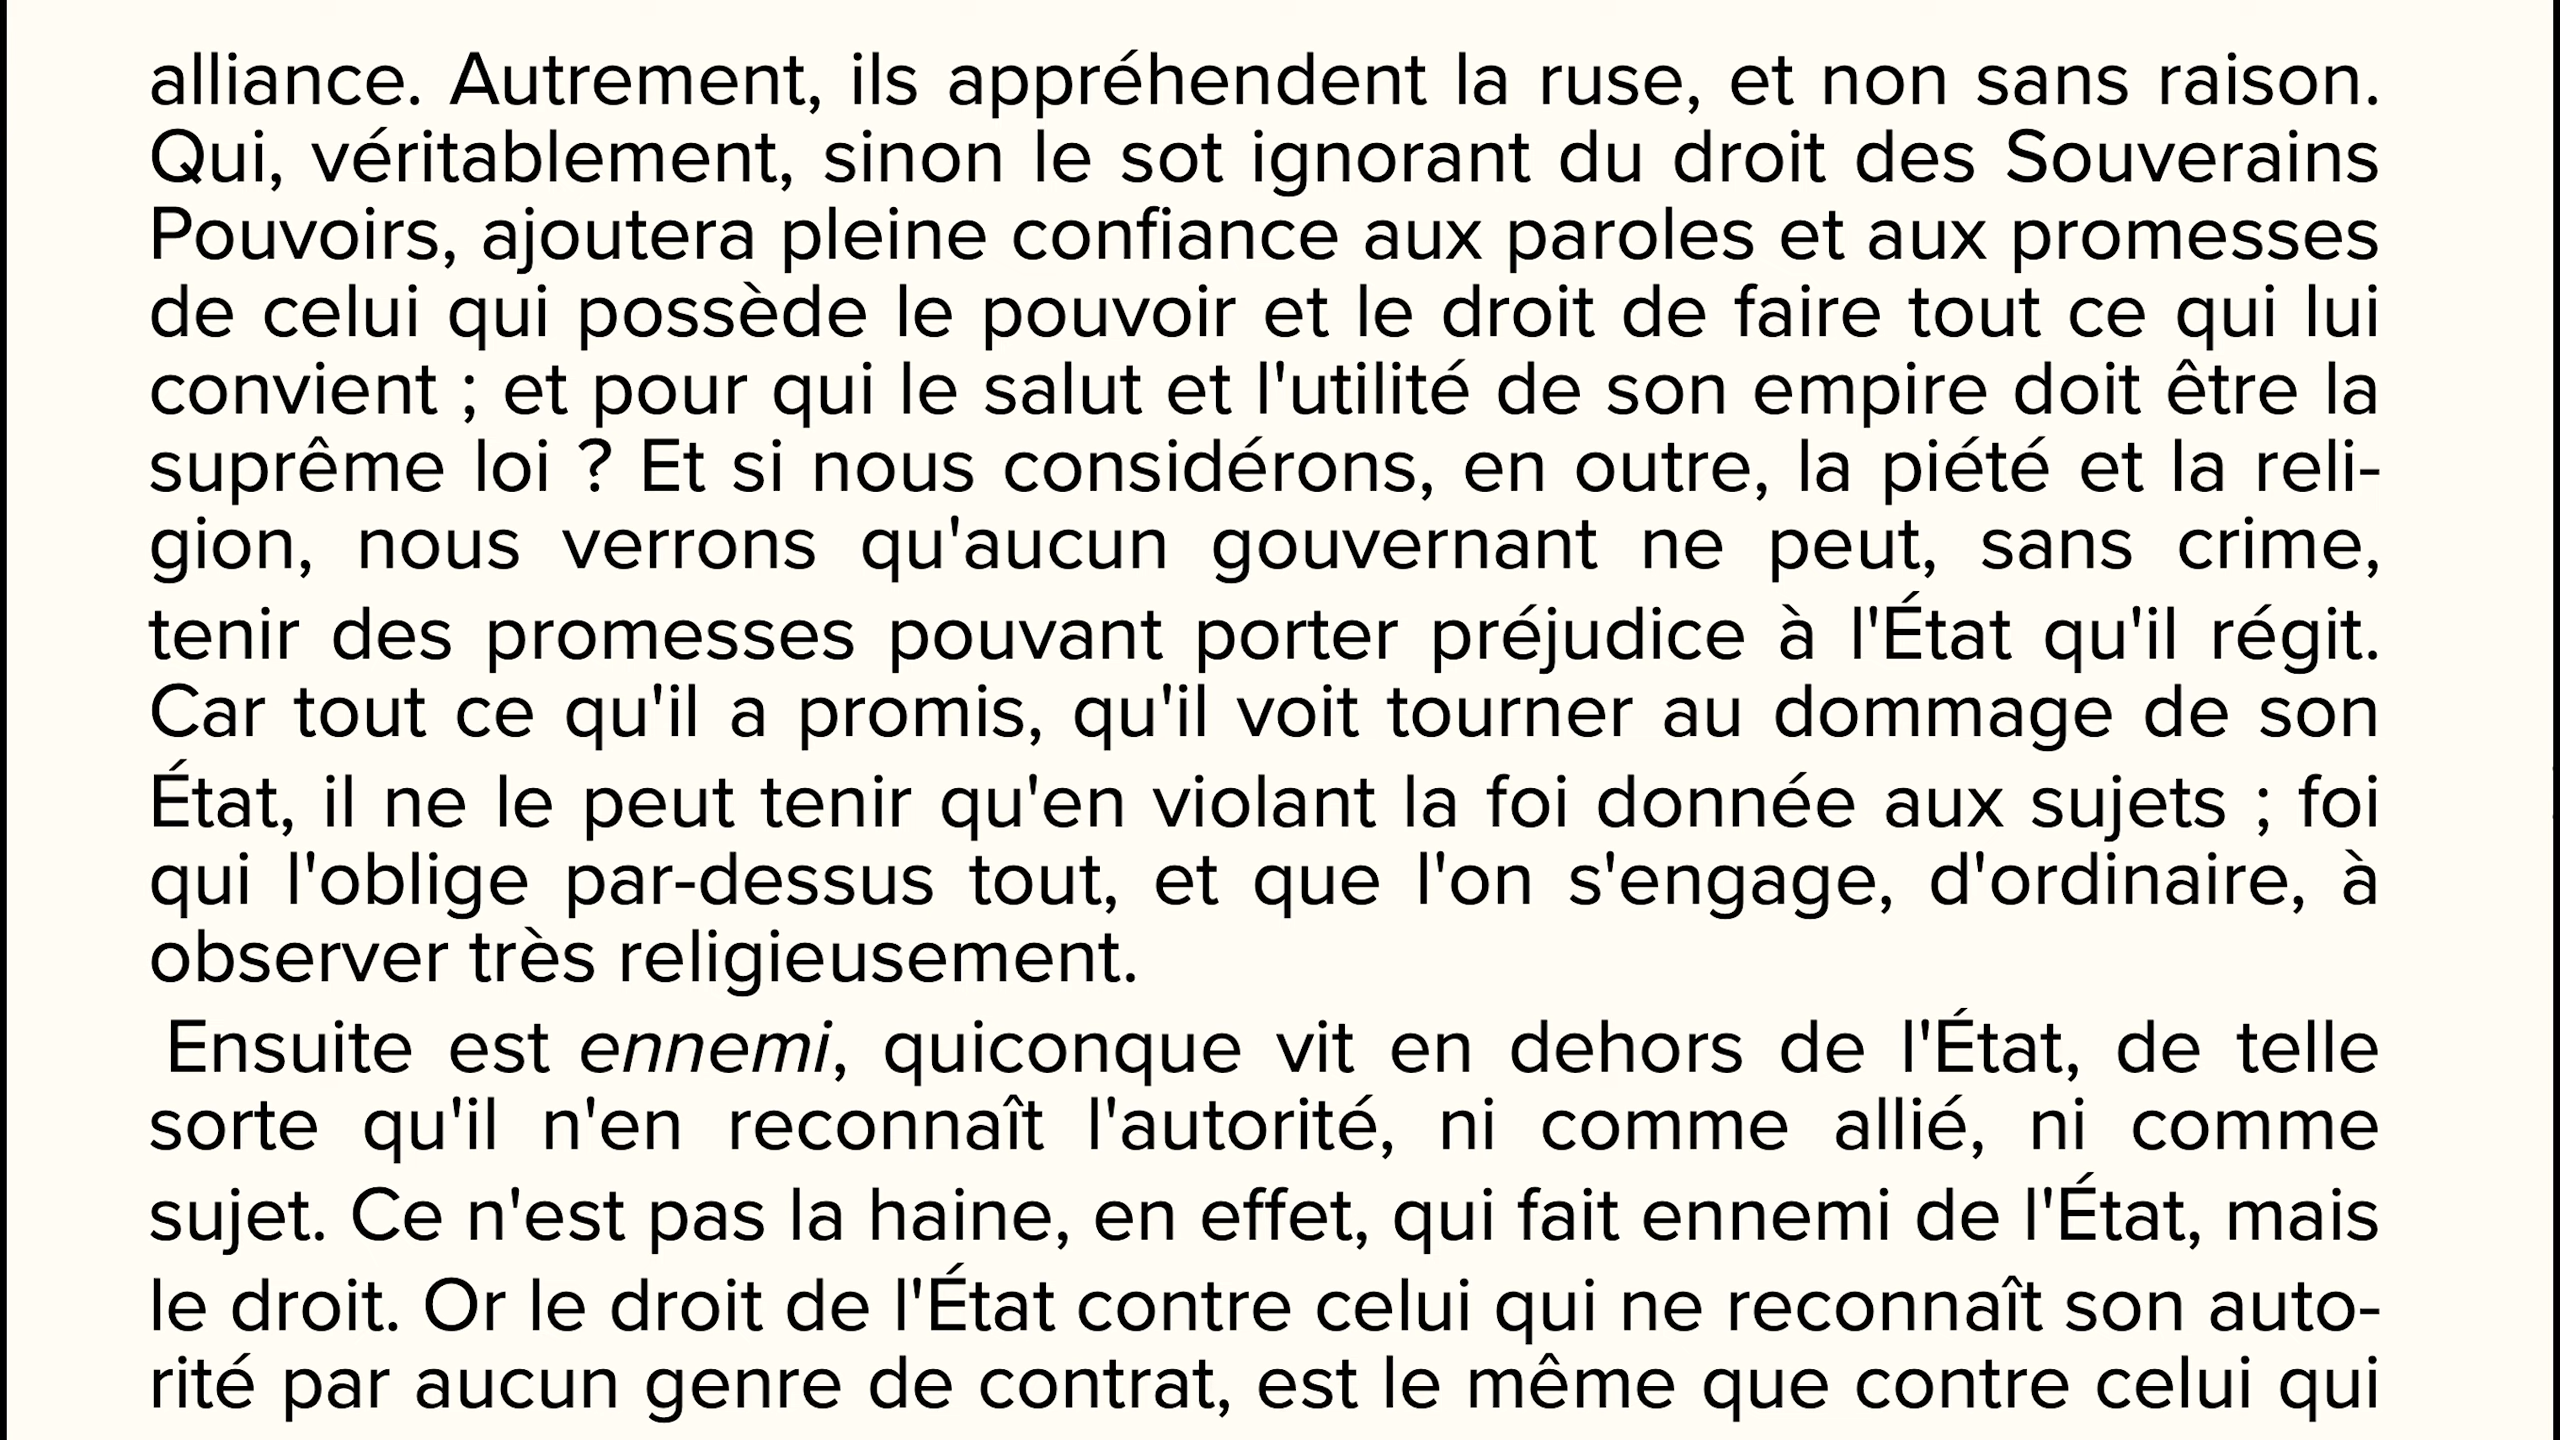 alliance. Autrement, ils appréhendent la ruse, et non sans raison.
Qui, véritablement, sinon le sot ignorant du droit des Souverains
Pouvoirs, ajoutera pleine confiance aux paroles et aux promesses
de celui qui possède le pouvoir et le droit de faire tout ce qui lui
convient ; et pour qui le salut et l'utilité de son empire doit être la
suprême loi ? Et si nous considérons, en outre, la piété et la reli-
gion, nous verrons qu'aucun gouvernant ne peut, sans crime,
tenir des promesses pouvant porter préjudice à l'État qu'il régit.
Car tout ce qu'il a promis, qu'il voit tourner au dommage de son
État, il ne le peut tenir qu'en violant la foi donnée aux sujets ; foi
qui l'oblige par-dessus tout, et que l'on s'engage, d'ordinaire, à
observer très religieusement.
Ensuite est ennemi, quiconque vit en dehors de l'État, de telle
sorte qu'il n'en reconnaît l'autorité, ni comme allié, ni comme
sujet. Ce n'est pas la haine, en effet, qui fait ennemi de l'État, mais
le droit. Or le droit de l'État contre celui qui ne reconnaît son auto-
rité par aucun genre de contrat, est le même que contre celui qui